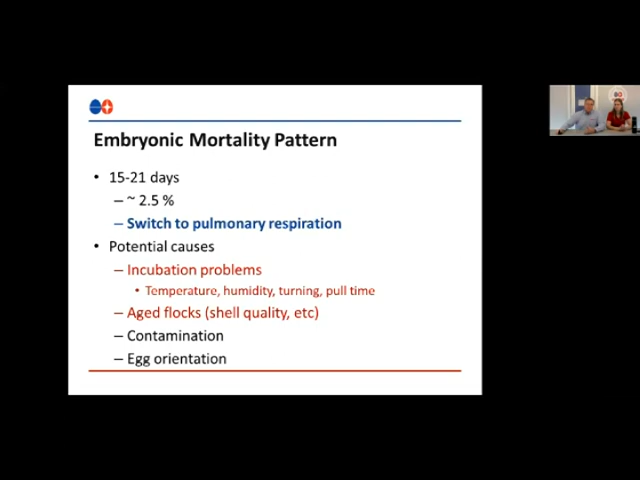 Embryonic Mortality Pattern
• 15-21 days
– ~ 2.5 %
– Switch to pulmonary respiration
• Potential causes
– Incubation problems
• Temperature, humidity, turning, pull time
– Aged flocks (shell quality, etc)
– Contamination
– Egg orientation